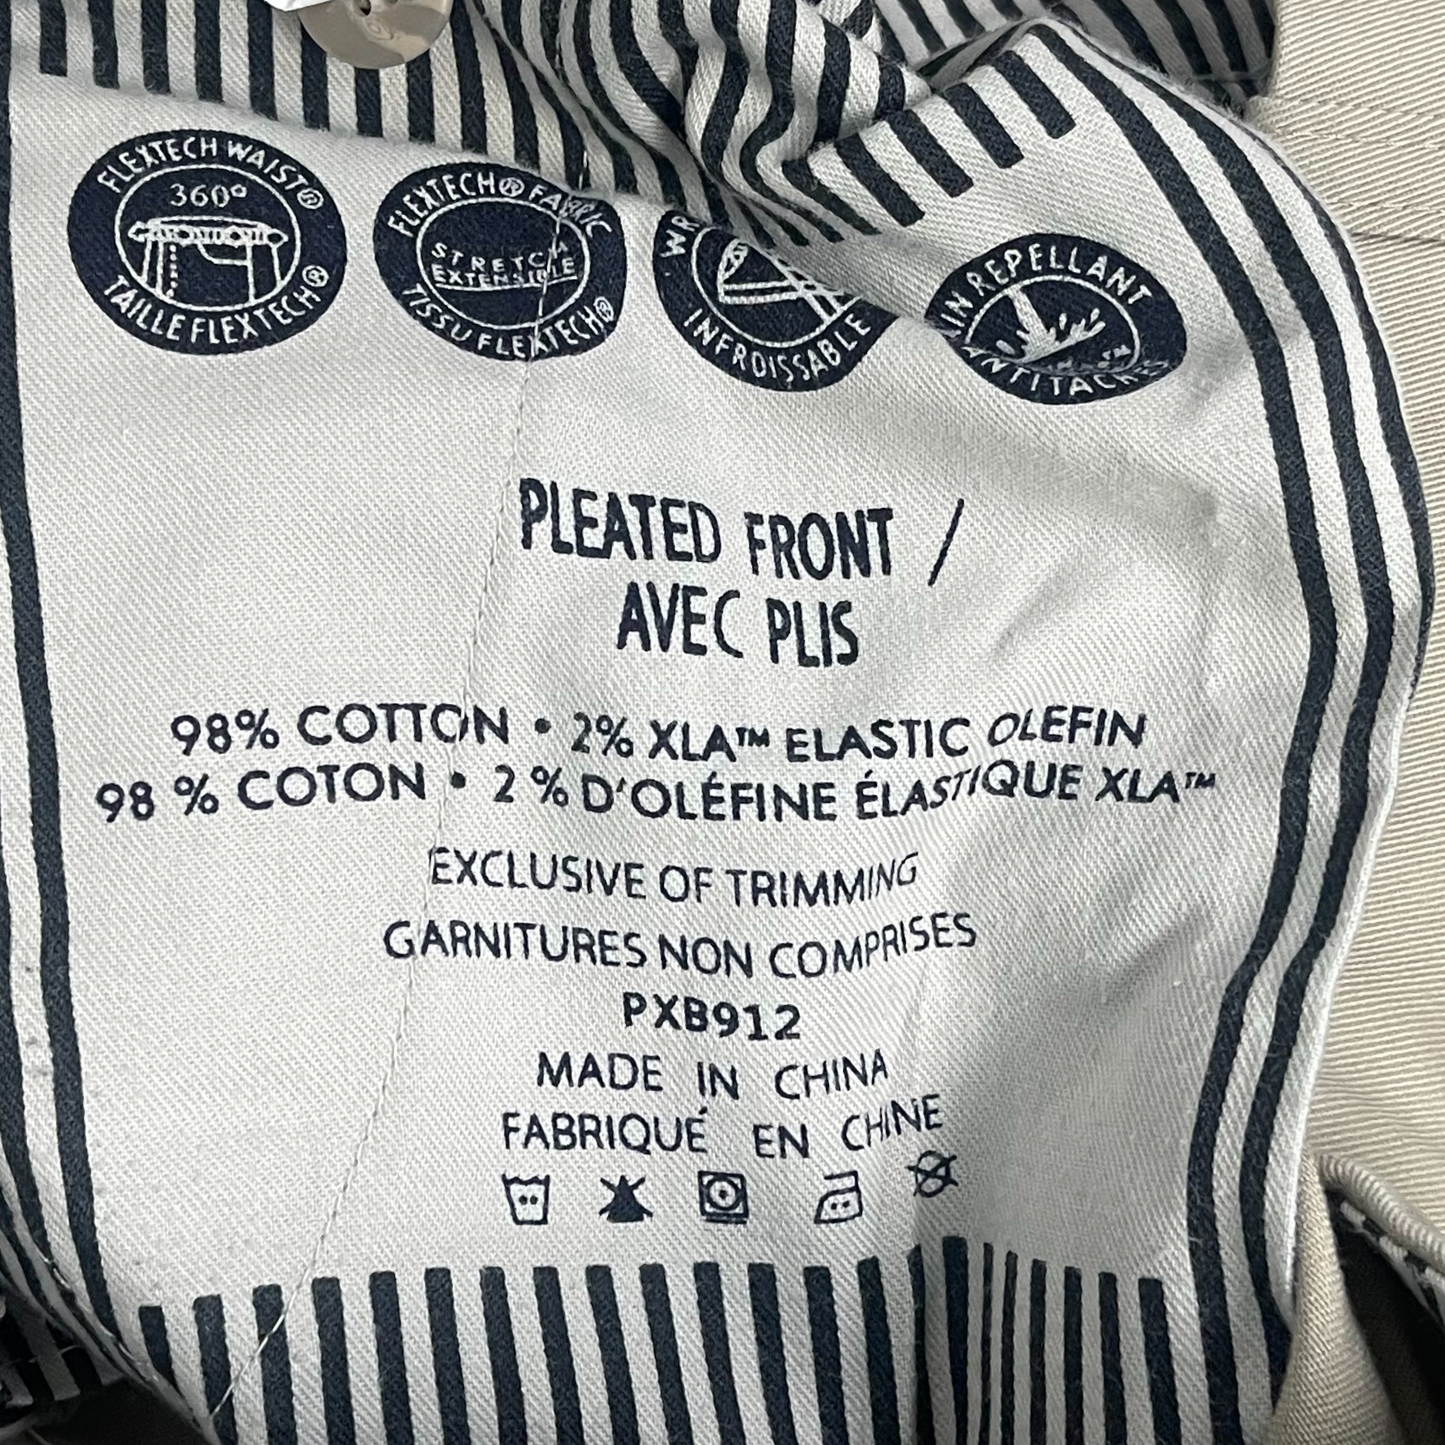 FLEXTECH WAIST®
360°
TAILLE FLEXTECH®
FLEXTECH® FABRIC
STRETCH
EXTENSIBLE
TISSU FLEXTECH®
INFROISSABLE
REPELLANT
PLEATED FRONT /
AVEC PLIS
98% COTTON • 2% XLA™ ELASTIC OLEFIN
98 % COTON • 2 % D'OLÉFINE ÉLASTIQUE XLA™
EXCLUSIVE OF TRIMMING
GARNITURES NON COMPRISES
PXB912
MADE IN CHINA
FABRIQUÉ EN CHINE